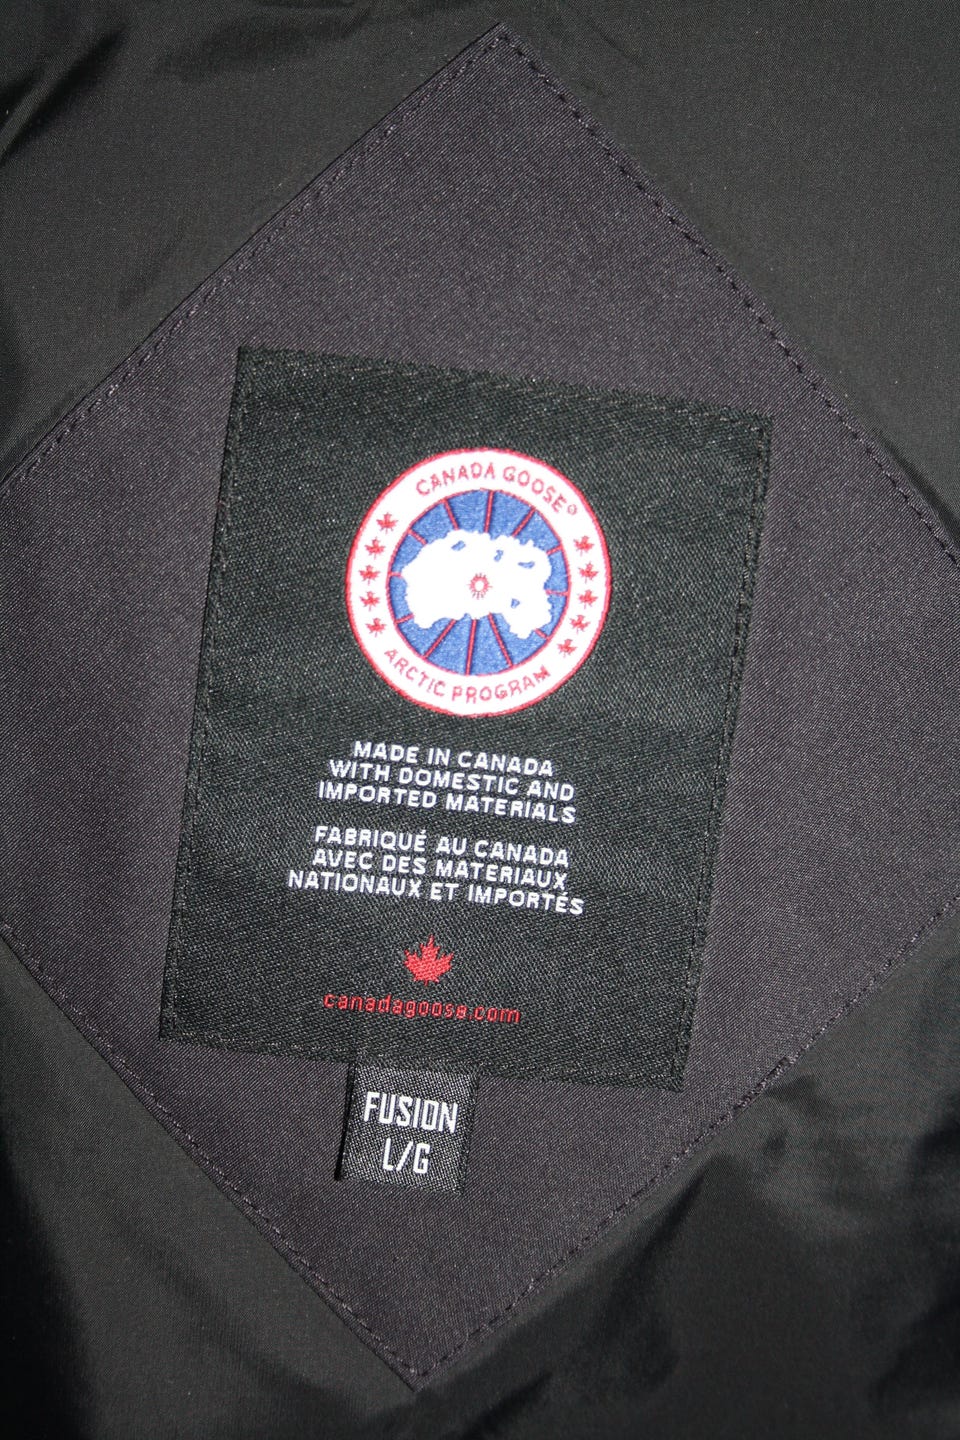 CANADA GOOSE®
ARCTIC PROGRAM
MADE IN CANADA
WITH DOMESTIC AND
IMPORTED MATERIALS
FABRIQUÉ AU CANADA
AVEC DES MATERIAUX
NATIONAUX ET IMPORTÉS
canadagoose.com
FUSION
L/G